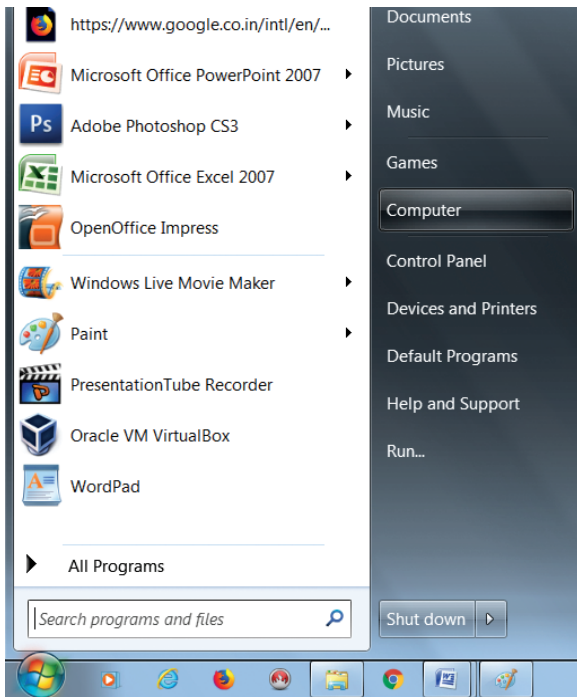 https://www.google.co.in/intl/en/...
Microsoft Office PowerPoint 2007
Ps
Adobe Photoshop CS3
Microsoft Office Excel 2007
OpenOffice Impress
Windows Live Movie Maker
Paint
PresentationTube Recorder
Oracle VM VirtualBox
WordPad
All Programs
Search programs and files
Documents
Pictures
Music
Games
Computer
Control Panel
Devices and Printers
Default Programs
Help and Support
Run...
Shut down